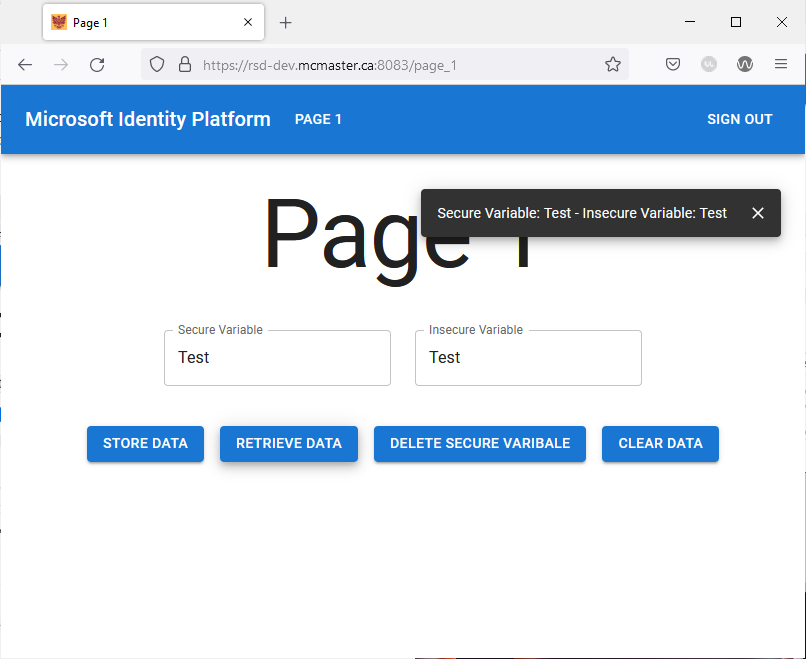 Page 1
https://rsd-dev.mcmaster.ca:8083/page_1
Microsoft Identity Platform PAGE 1 SIGN OUT
Secure Variable: Test - Insecure Variable: Test
Page 1
Secure Variable Insecure Variable
Test Test
STORE DATA RETRIEVE DATA DELETE SECURE VARIBALE CLEAR DATA